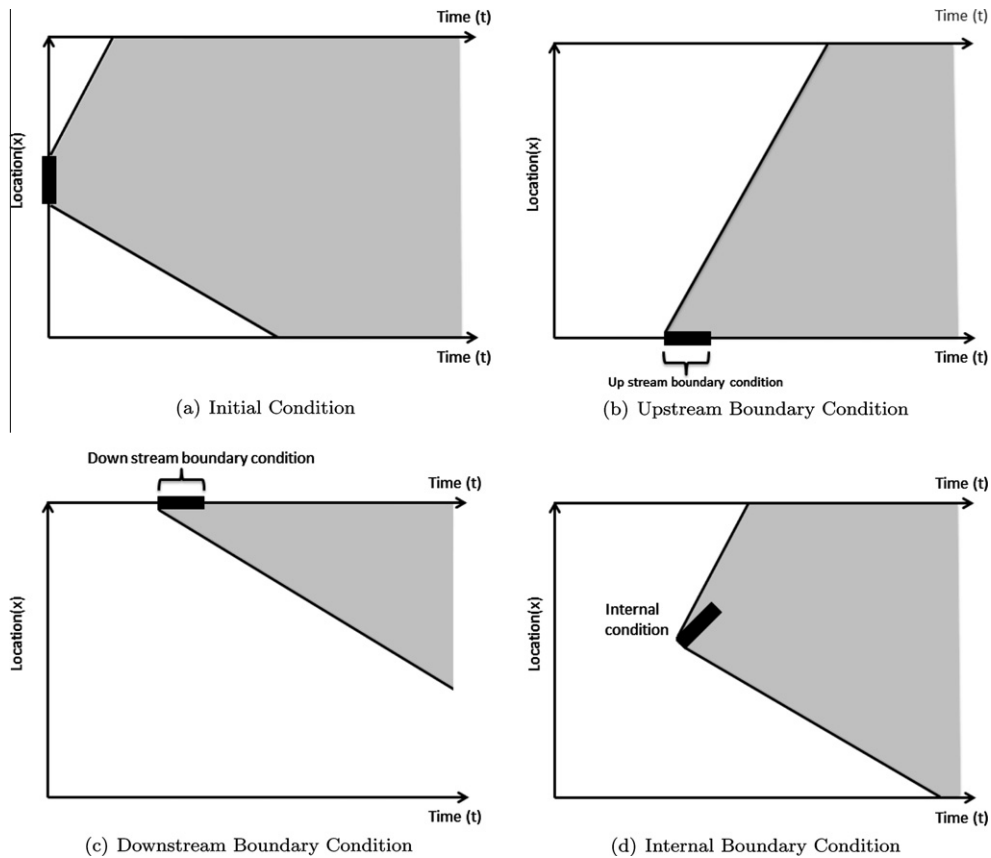 Time (t)
Location(x)
Time (t)
(a) Initial Condition
Time (t)
Location(x)
Time (t)
Up stream boundary condition
(b) Upstream Boundary Condition
Down stream boundary condition
Time (t)
Location(x)
Time (t)
(c) Downstream Boundary Condition
Time (t)
Location(x)
Internal
condition
Time (t)
(d) Internal Boundary Condition